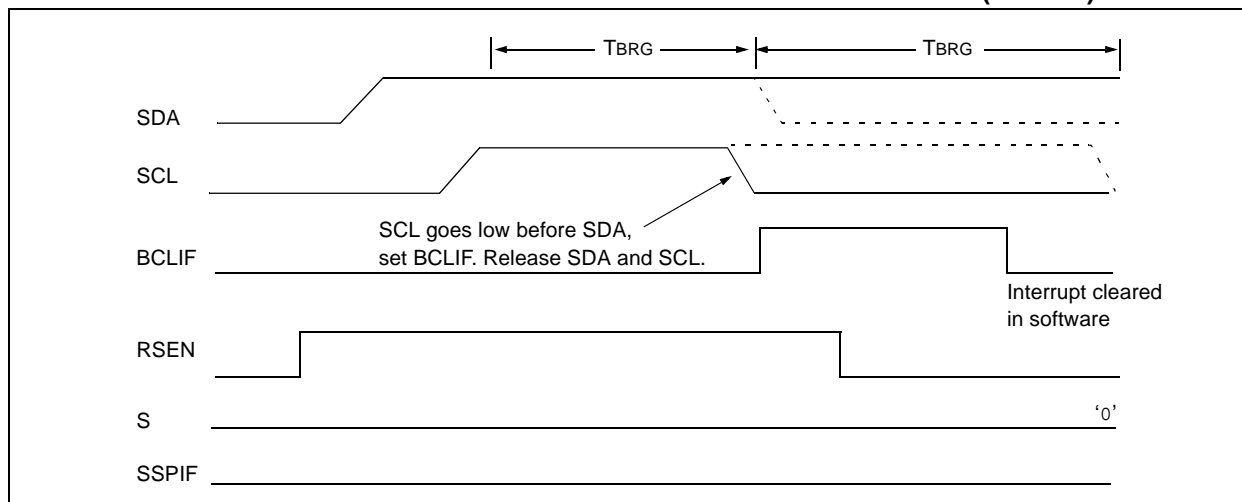 TBRG TBRG
SDA
SCL
SCL goes low before SDA,
set BCLIF. Release SDA and SCL.
BCLIF
Interrupt cleared
in software
RSEN
S ‘0’
SSPIF